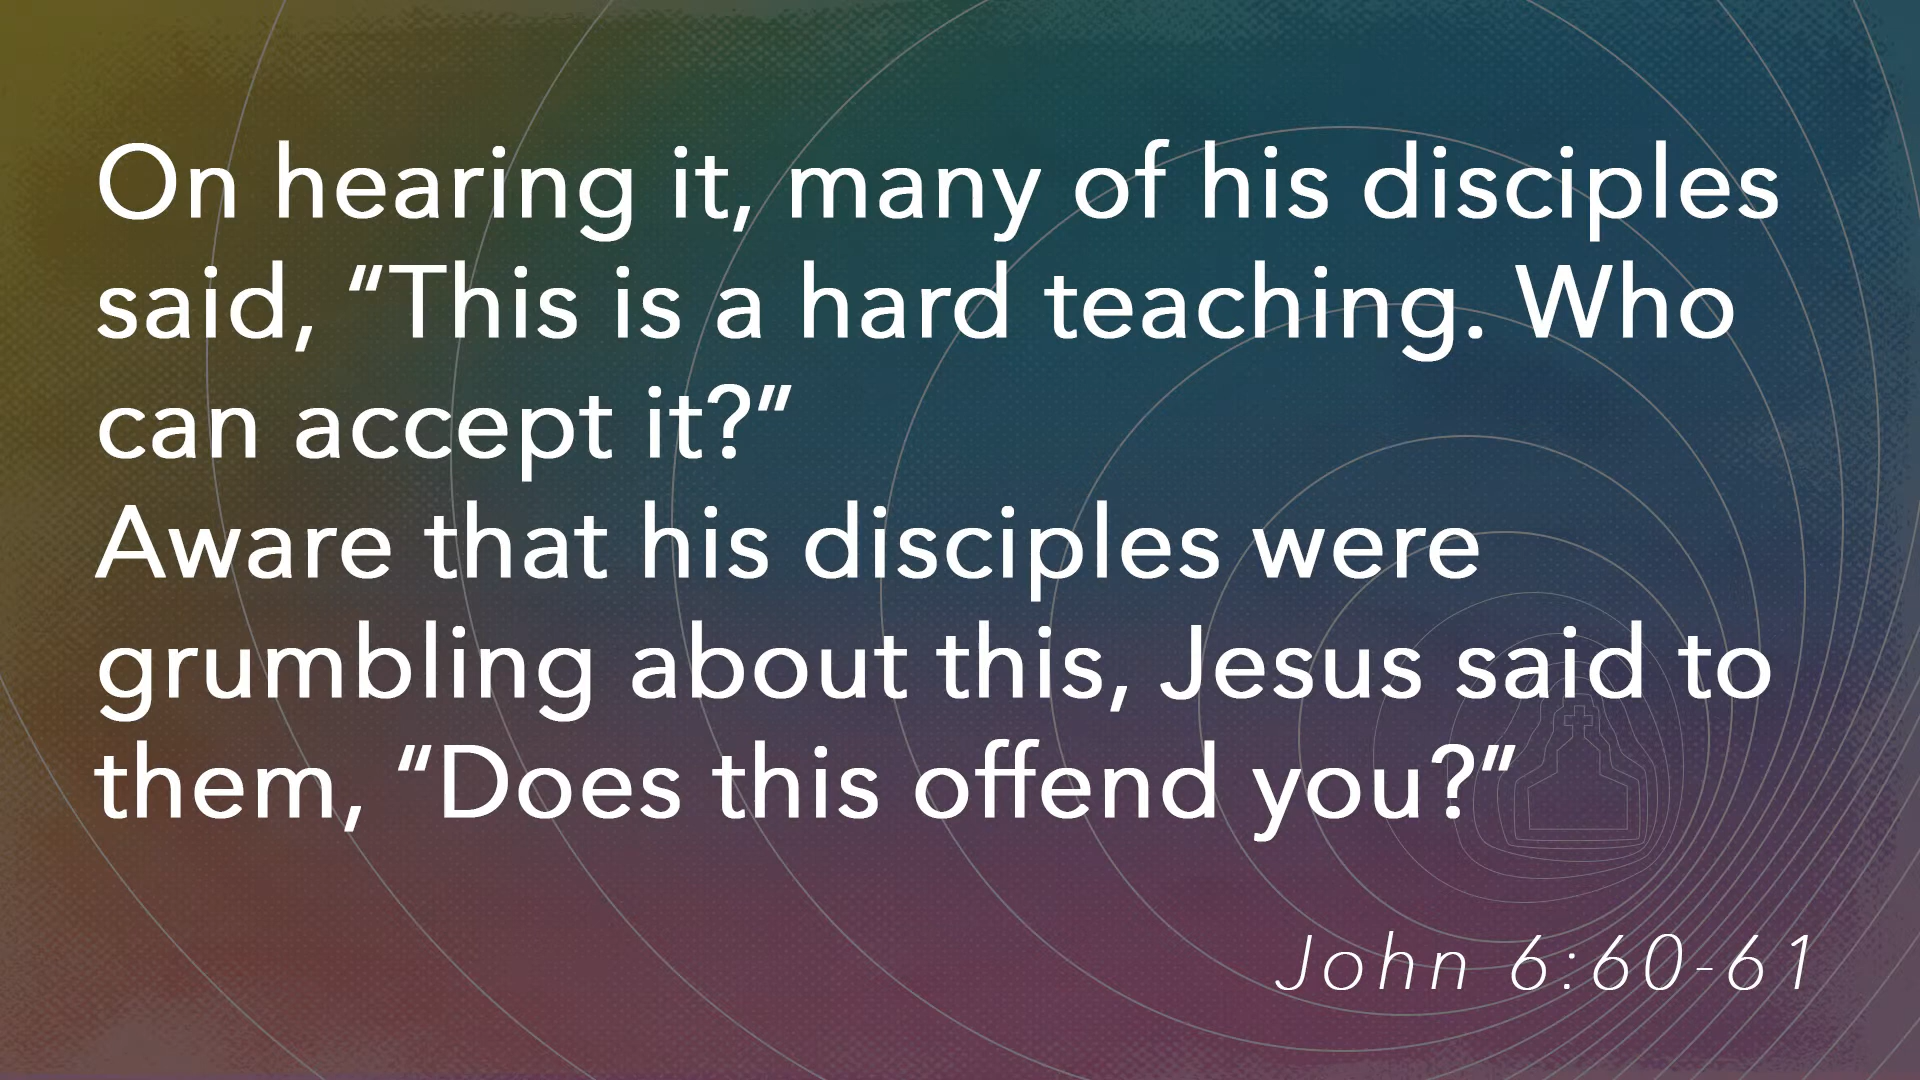 On hearing it, many of his disciples
said, “This is a hard teaching. Who
can accept it?”
Aware that his disciples were
grumbling about this, Jesus said to
them, “Does this offend you?”
John 6:60-61